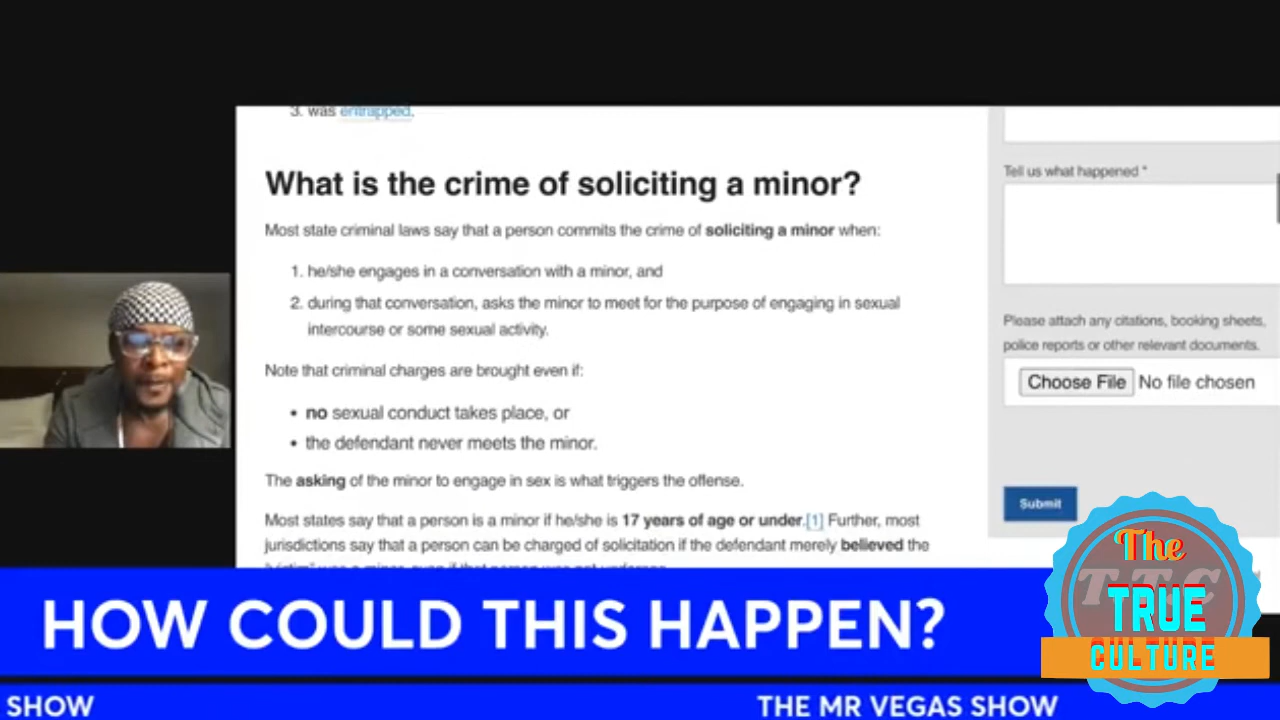 3. was entrapped.
What is the crime of soliciting a minor?
Most state criminal laws say that a person commits the crime of soliciting a minor when:
1. he/she engages in a conversation with a minor, and
2. during that conversation, asks the minor to meet for the purpose of engaging in sexual
intercourse or some sexual activity.
Note that criminal charges are brought even if:
• no sexual conduct takes place, or
• the defendant never meets the minor.
The asking of the minor to engage in sex is what triggers the offense.
Most states say that a person is a minor if he/she is 17 years of age or under.[1] Further, most
jurisdictions say that a person can be charged of solicitation if the defendant merely believed the
Tell us what happened *
Please attach any citations, booking sheets,
police reports or other relevant documents.
Choose File No file chosen
Submit
The
TTC
TRUE
CULTURE
HOW COULD THIS HAPPEN?
SHOW THE MR VEGAS SHOW